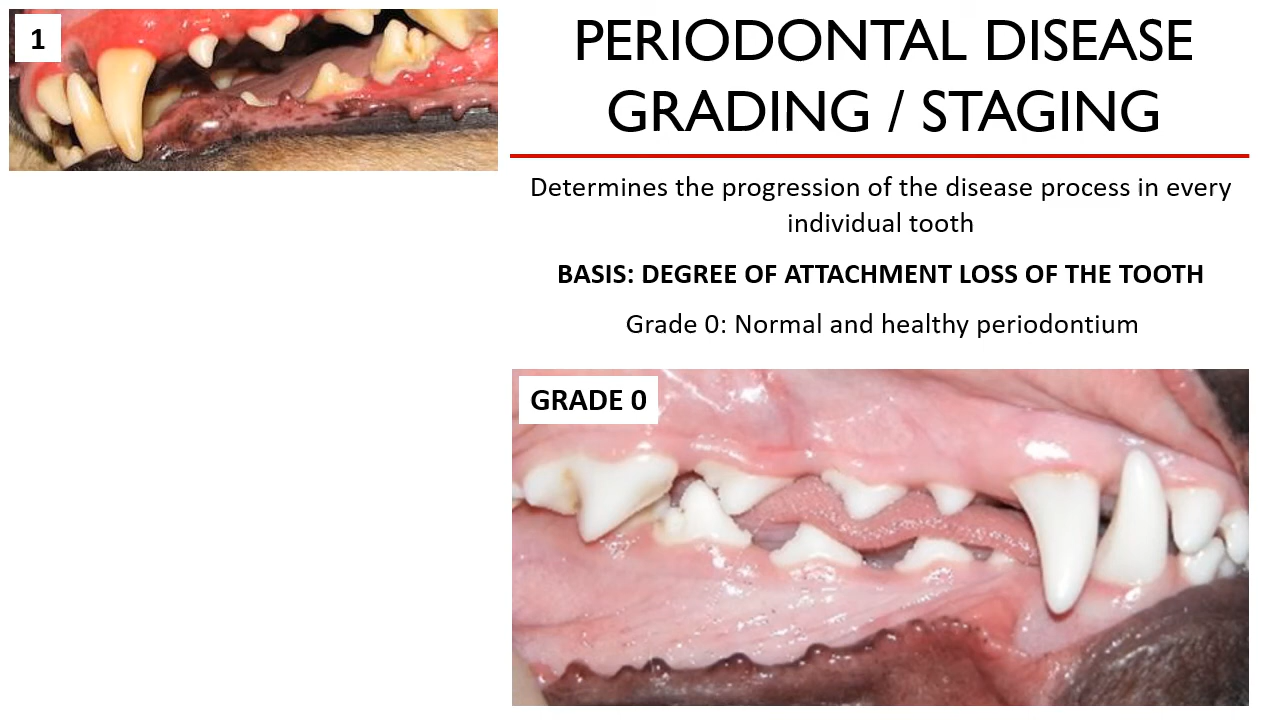 1
PERIODONTAL DISEASE
GRADING / STAGING
Determines the progression of the disease process in every
individual tooth
BASIS: DEGREE OF ATTACHMENT LOSS OF THE TOOTH
Grade 0: Normal and healthy periodontium
GRADE 0